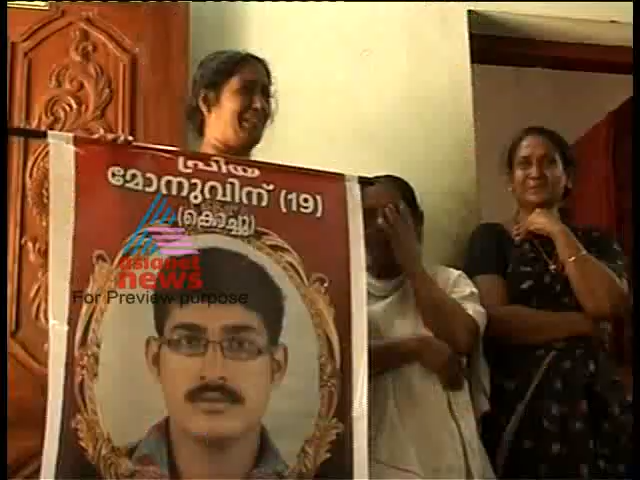 പ്രിയ
മോനുവിന് (19)
(കൊച്ചു)
asianet
news
For Preview purpose